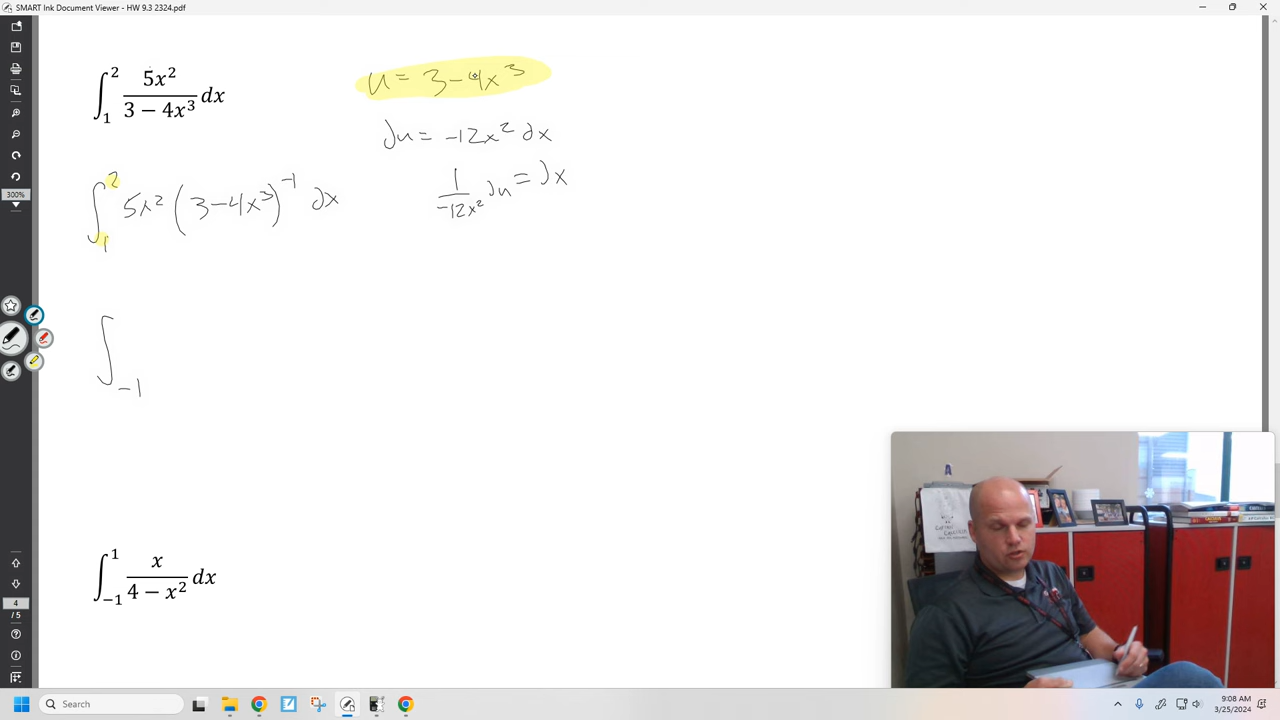 SMART Ink Document Viewer - HW 9.3 2324.pdf
∫₁² 5x²/(3 − 4x³) dx
u = 3-4x³
du = -12x² dx
∫₁² 5x² (3-4x³)⁻¹ dx
1/(-12x²) du = dx
300%
∫₋₁
∫₋₁¹ x/(4 − x²) dx
4
/ 5
Search
9:08 AM
3/25/2024